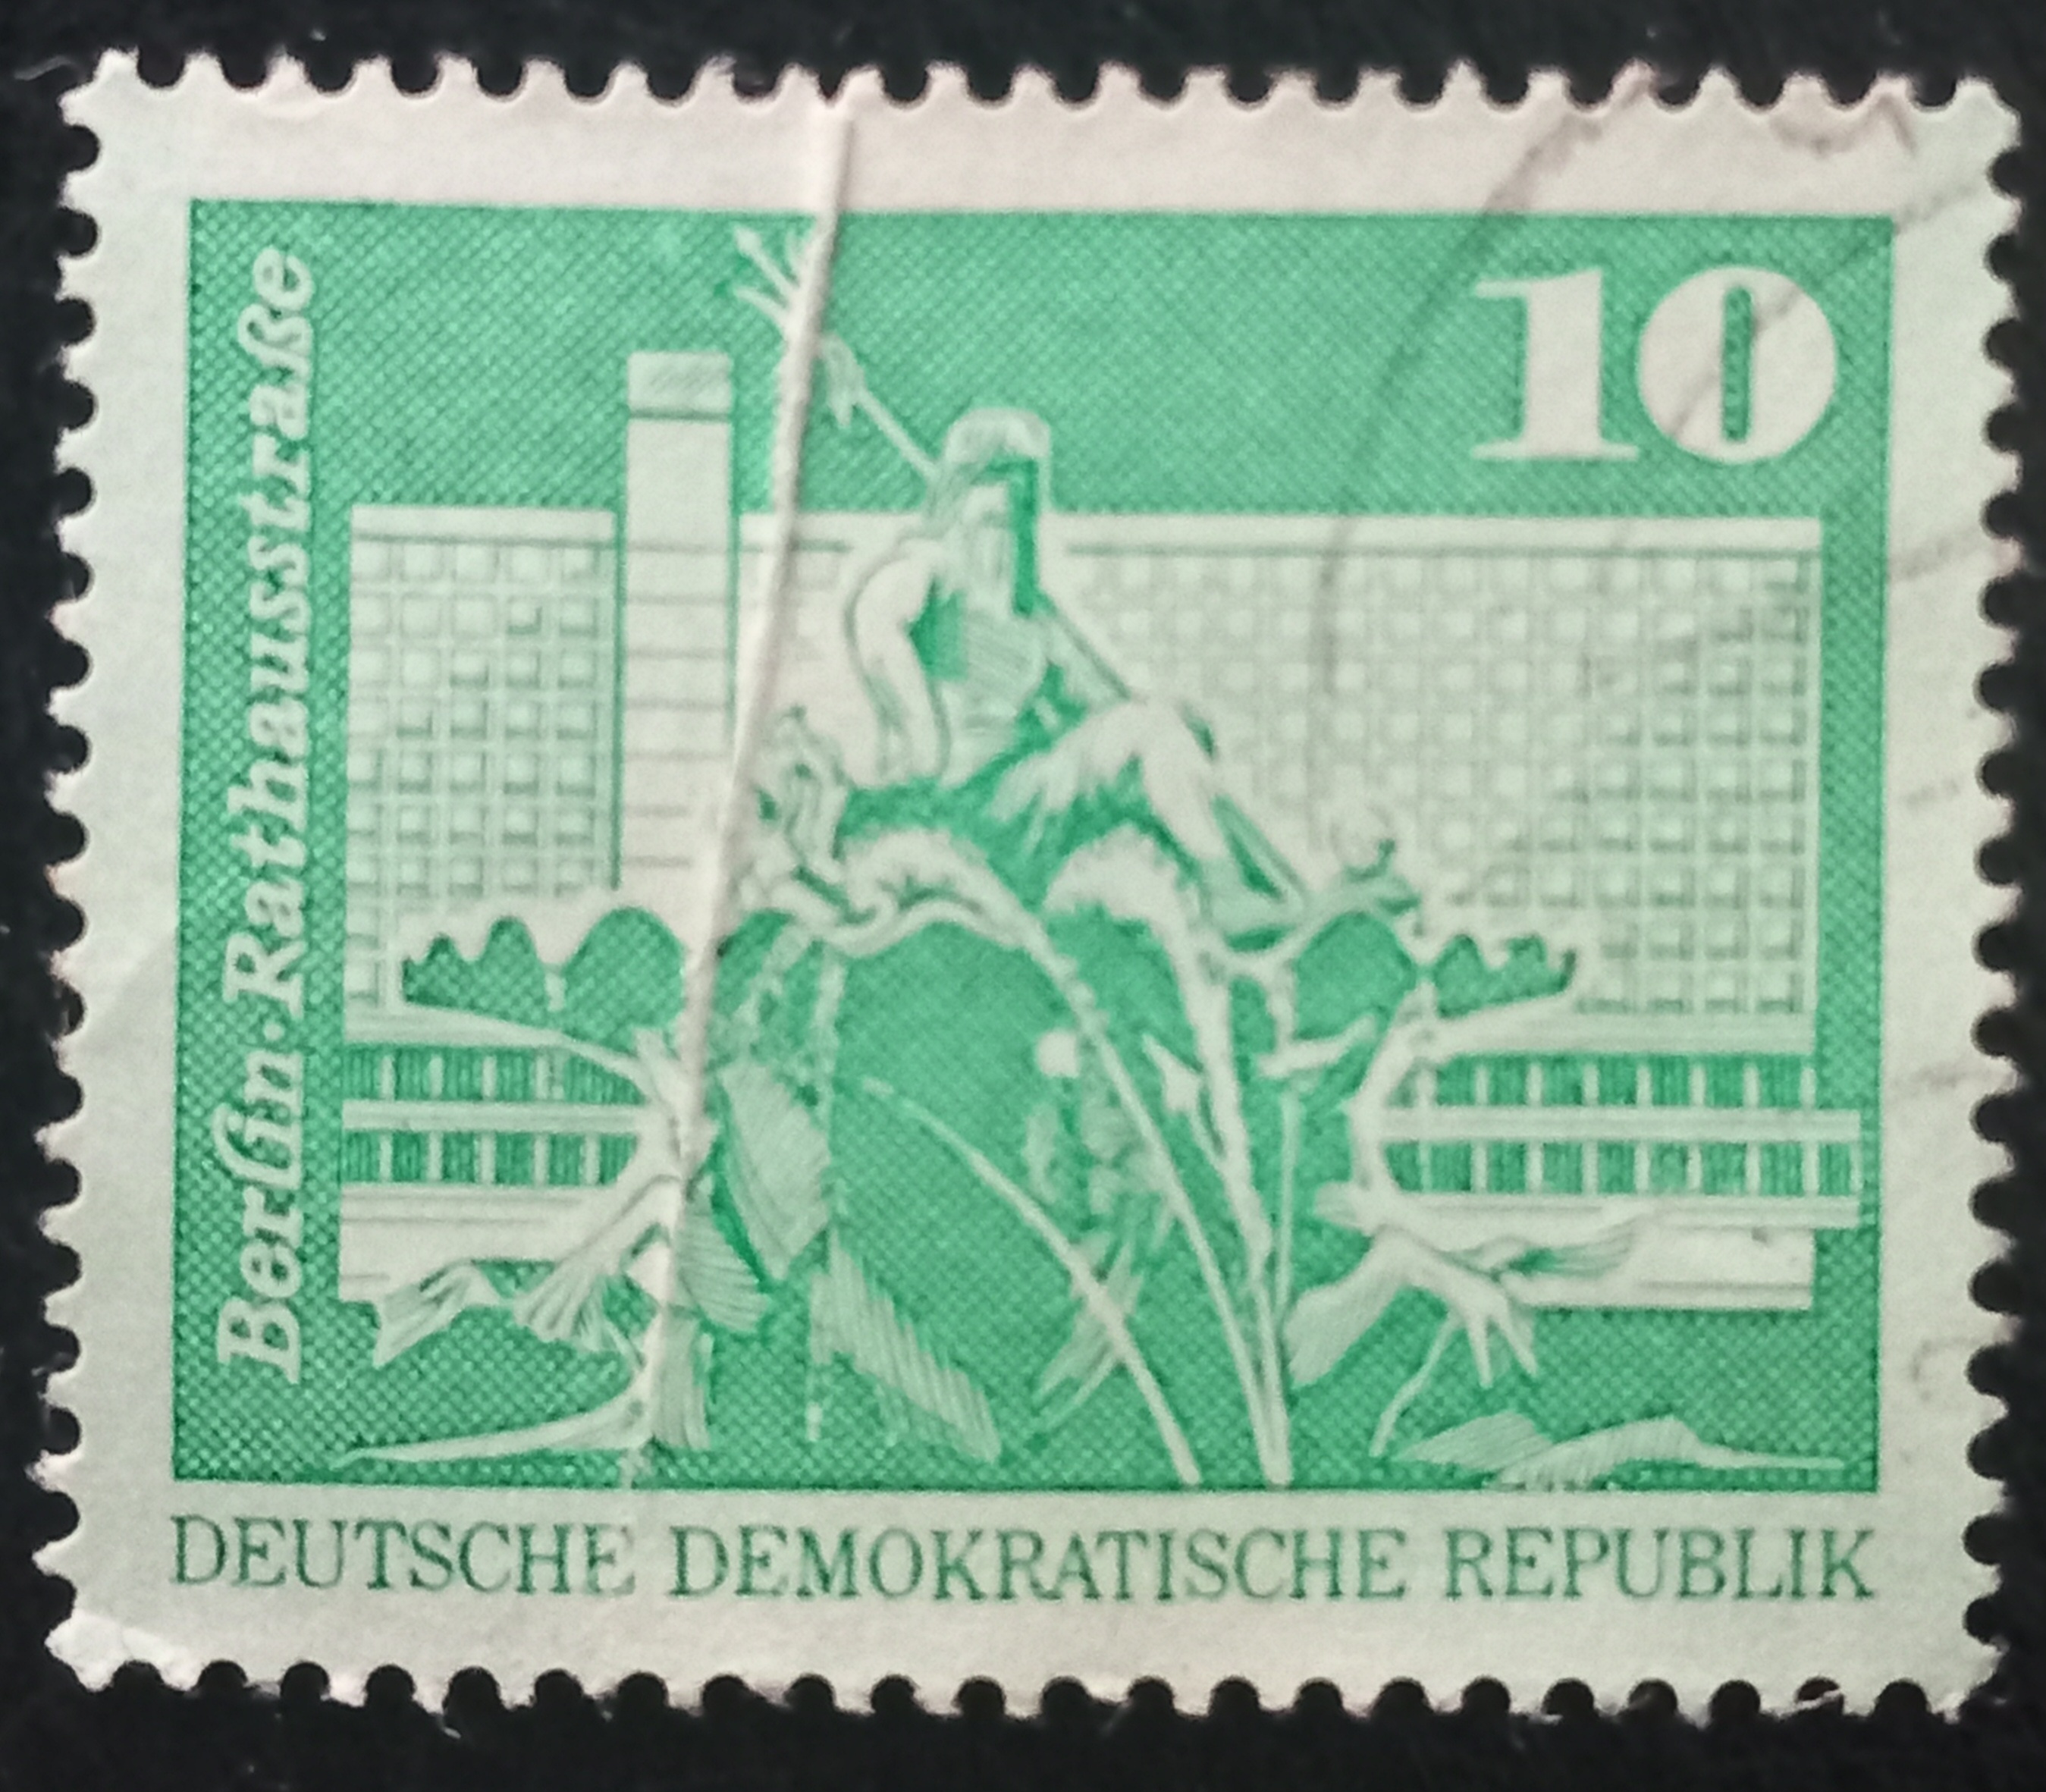 Berlin·Rathausstraße
10
DEUTSCHE DEMOKRATISCHE REPUBLIK